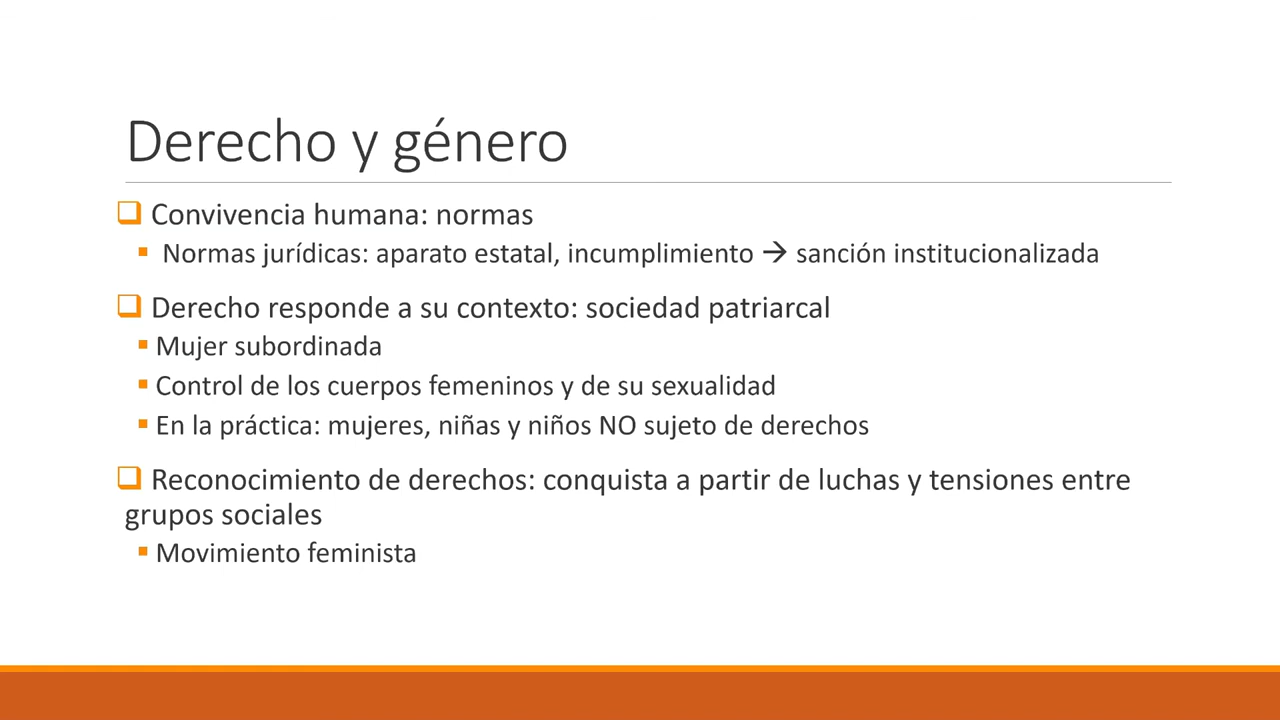 Derecho y género
Convivencia humana: normas
Normas jurídicas: aparato estatal, incumplimiento → sanción institucionalizada
Derecho responde a su contexto: sociedad patriarcal
Mujer subordinada
Control de los cuerpos femeninos y de su sexualidad
En la práctica: mujeres, niñas y niños NO sujeto de derechos
Reconocimiento de derechos: conquista a partir de luchas y tensiones entre
grupos sociales
Movimiento feminista